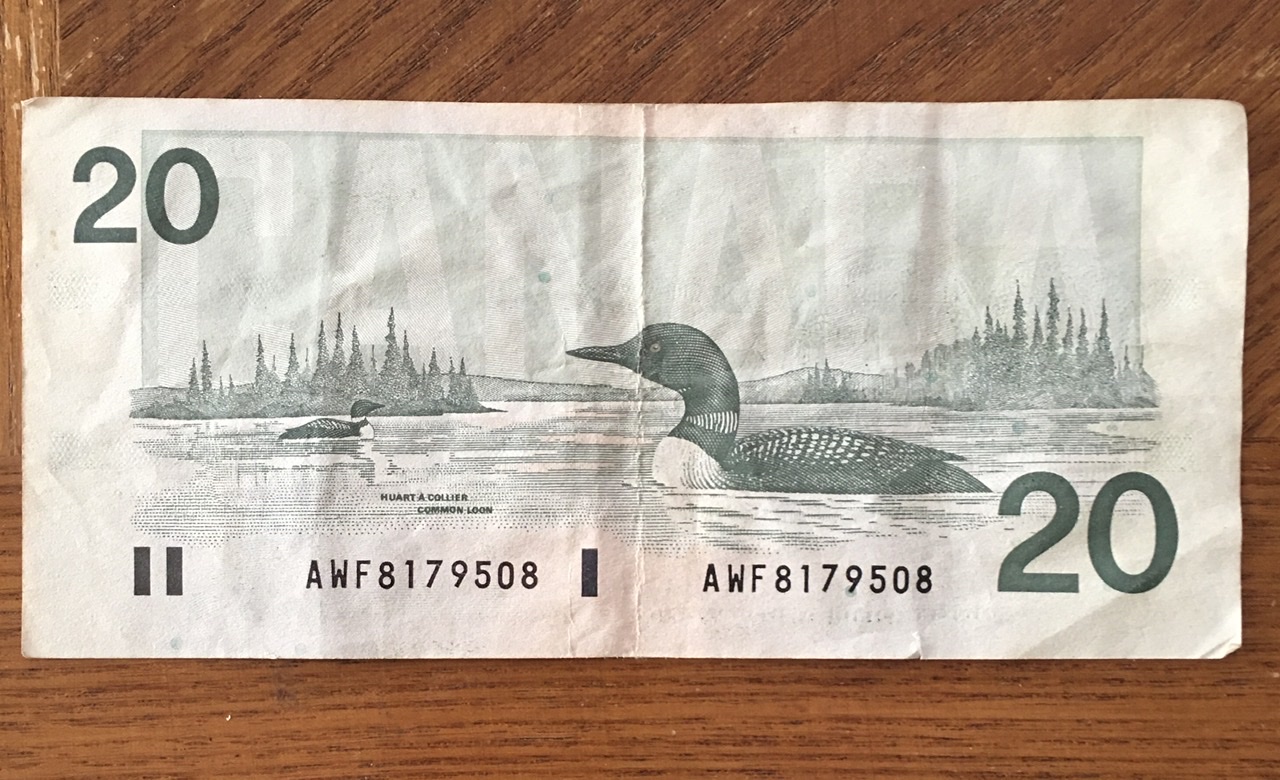 20
HUART À COLLIER
COMMON LOON
AWF8179508 AWF8179508
20